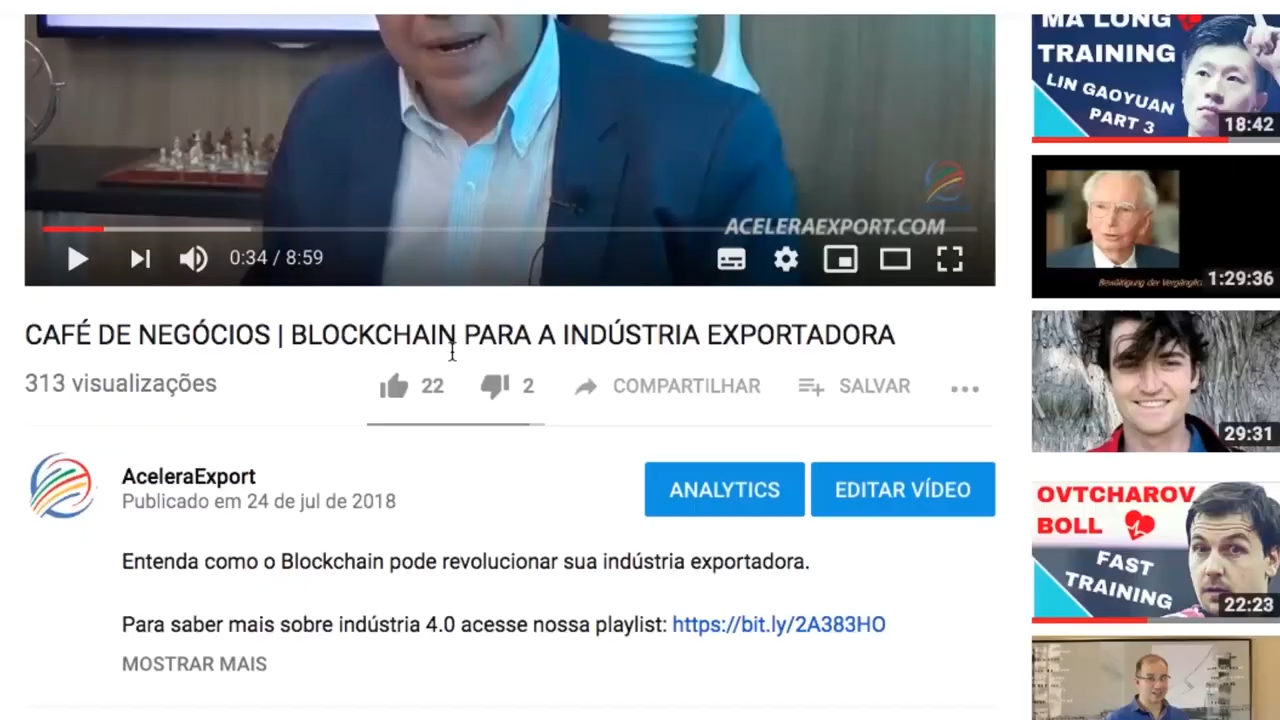 ACELERAEXPORT.COM
0:34 / 8:59
CAFÉ DE NEGÓCIOS | BLOCKCHAIN PARA A INDÚSTRIA EXPORTADORA
313 visualizações
22
2
COMPARTILHAR
SALVAR
AceleraExport
Publicado em 24 de jul de 2018
ANALYTICS
EDITAR VÍDEO
Entenda como o Blockchain pode revolucionar sua indústria exportadora.
Para saber mais sobre indústria 4.0 acesse nossa playlist: https://bit.ly/2A383HO
MOSTRAR MAIS
MA LONG
TRAINING
LIN GAOYUAN
PART 3
18:42
Bewältigung der
1:29:36
29:31
OVTCHAROV
BOLL
FAST
TRAINING
22:23